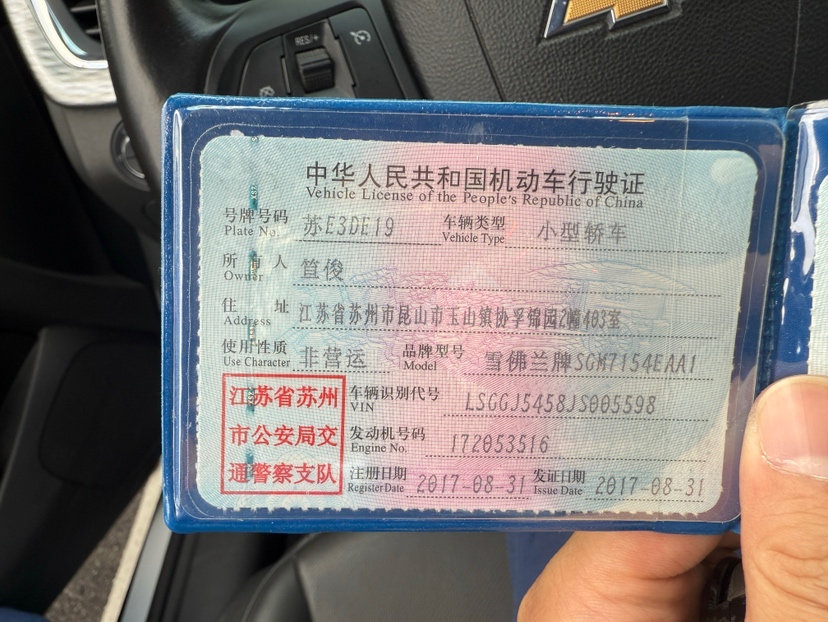 RES/+
中华人民共和国机动车行驶证
Vehicle License of the People's Republic of China
号牌号码 苏E3DE19 车辆类型 小型轿车
Plate No. Vehicle Type
所有人 笪俊
Owner
住址 江苏省苏州市昆山市玉山镇协孚锦园2幢403室
Address
使用性质 非营运 品牌型号 雪佛兰牌SGM7154EAA1
Use Character Model
江苏省苏州 车辆识别代号 LSGGJ5458JS005598
VIN
市公安局交 发动机号码 172053516
Engine No.
通警察支队 注册日期 2017-08-31 发证日期 2017-08-31
Register Date Issue Date